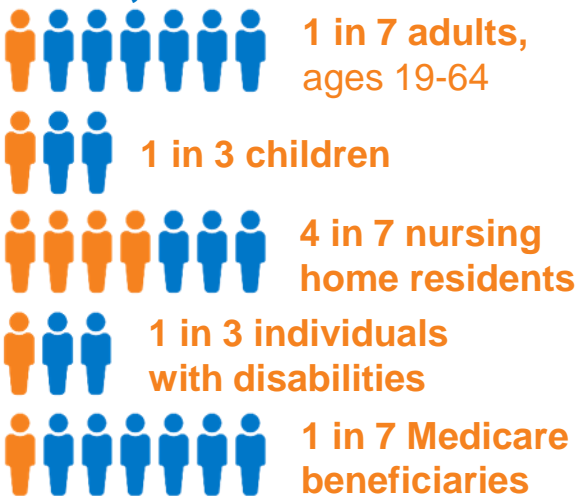 1 in 7 adults,
ages 19-64
1 in 3 children
4 in 7 nursing
home residents
1 in 3 individuals
with disabilities
1 in 7 Medicare
beneficiaries